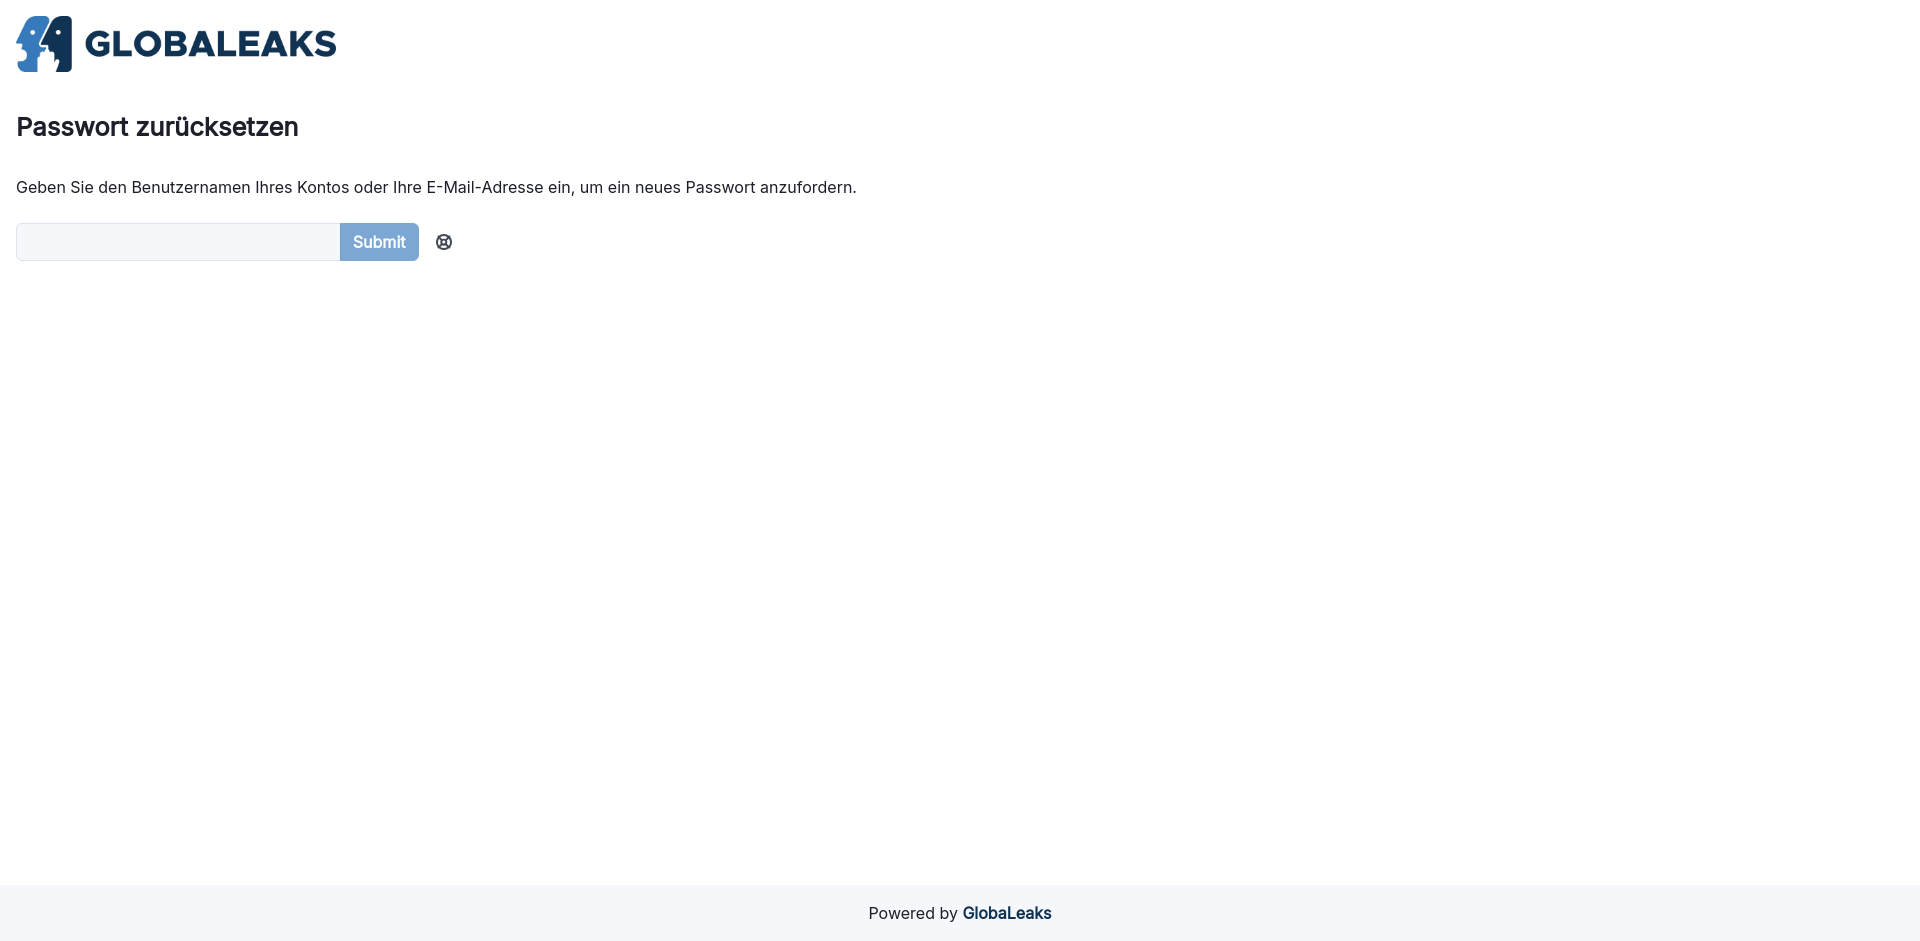 GLOBALEAKS
Passwort zurücksetzen
Geben Sie den Benutzernamen Ihres Kontos oder Ihre E-Mail-Adresse ein, um ein neues Passwort anzufordern.
Submit
Powered by GlobaLeaks